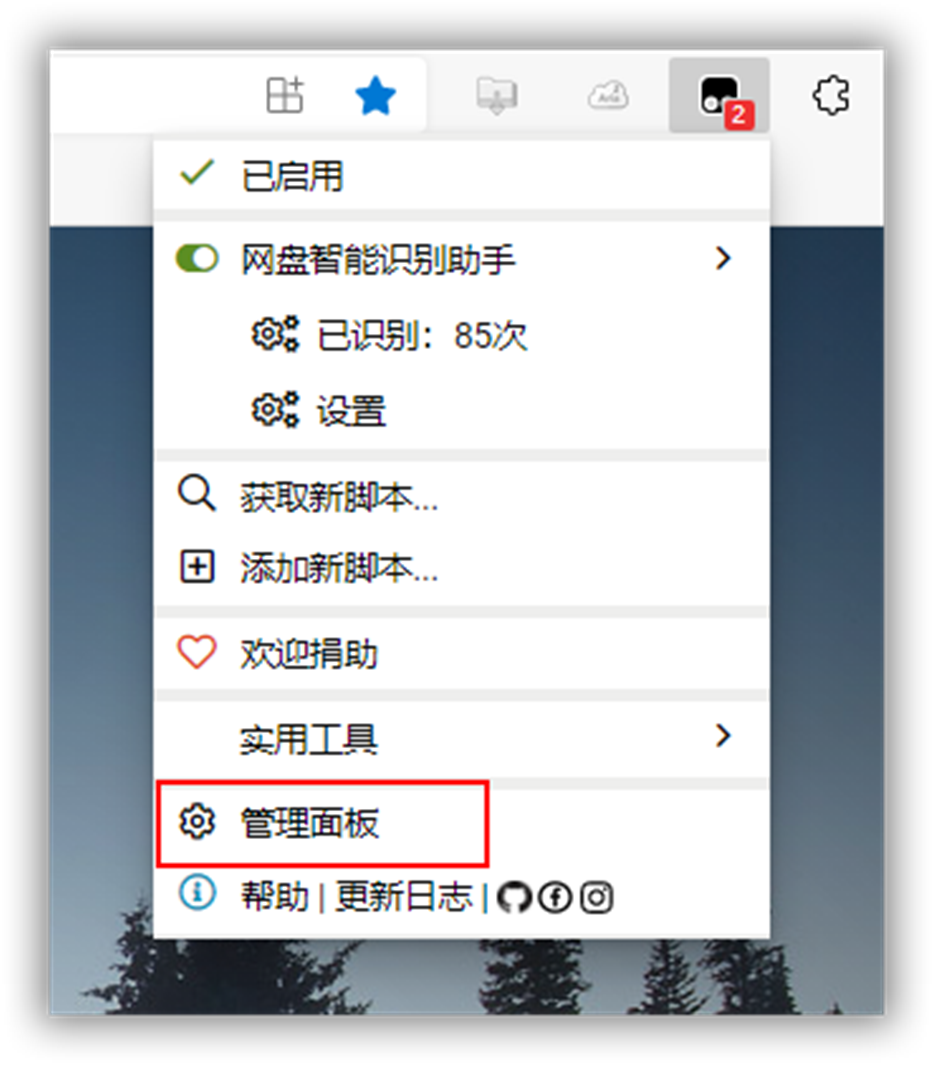 2
已启用
网盘智能识别助手
已识别：85次
设置
获取新脚本...
添加新脚本...
欢迎捐助
实用工具
管理面板
帮助 | 更新日志 |